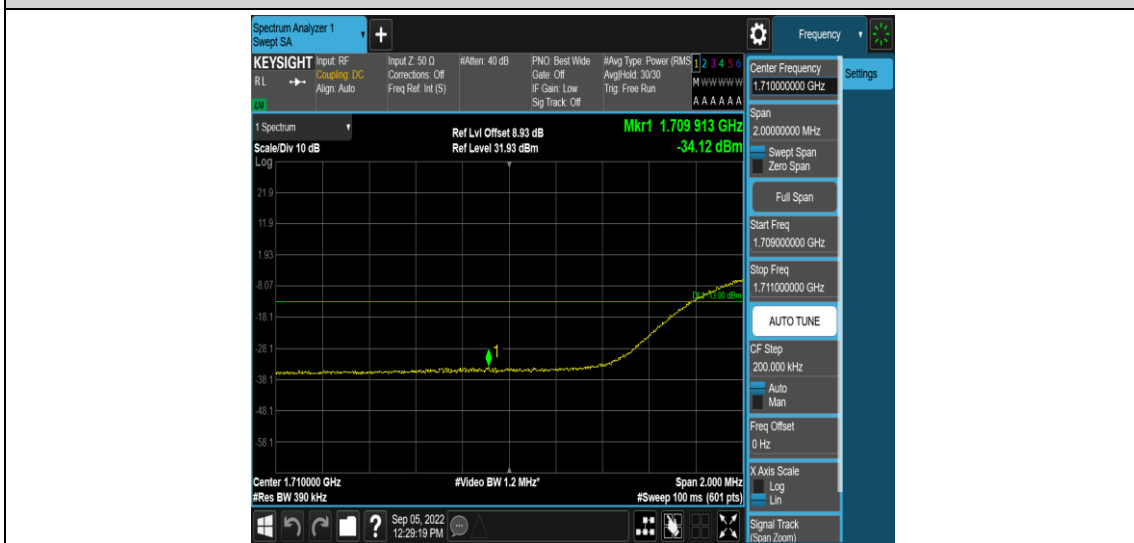 Spectrum Analyzer 1
Swept SA
Frequency
KEYSIGHT
RL
Input: RF
Coupling: DC
Align: Auto
Input Z: 50 Ω
Corrections: Off
Freq Ref: Int (S)
#Atten: 40 dB
PNO: Best Wide
Gate: Off
IF Gain: Low
Sig Track: Off
#Avg Type: Power (RMS
Avg|Hold: 30/30
Trig: Free Run
1 2 3 4 5 6
M W W W W W
A A A A A A
Center Frequency
1.710000000 GHz
Settings
1 Spectrum
Ref Lvl Offset 8.93 dB
Mkr1 1.709 913 GHz
Scale/Div 10 dB
Ref Level 31.93 dBm
-34.12 dBm
Log
21.9
11.9
1.93
-8.07
-18.1
-28.1
-38.1
-48.1
-58.1
DL1 -13.00 dBm
1
Center 1.710000 GHz
#Video BW 1.2 MHz*
Span 2.000 MHz
#Res BW 390 kHz
#Sweep 100 ms (601 pts)
Span
2.00000000 MHz
Swept Span
Zero Span
Full Span
Start Freq
1.709000000 GHz
Stop Freq
1.711000000 GHz
AUTO TUNE
CF Step
200.000 kHz
Auto
Man
Freq Offset
0 Hz
X Axis Scale
Log
Lin
Signal Track
(Span Zoom)
?
Sep 05, 2022
12:29:19 PM